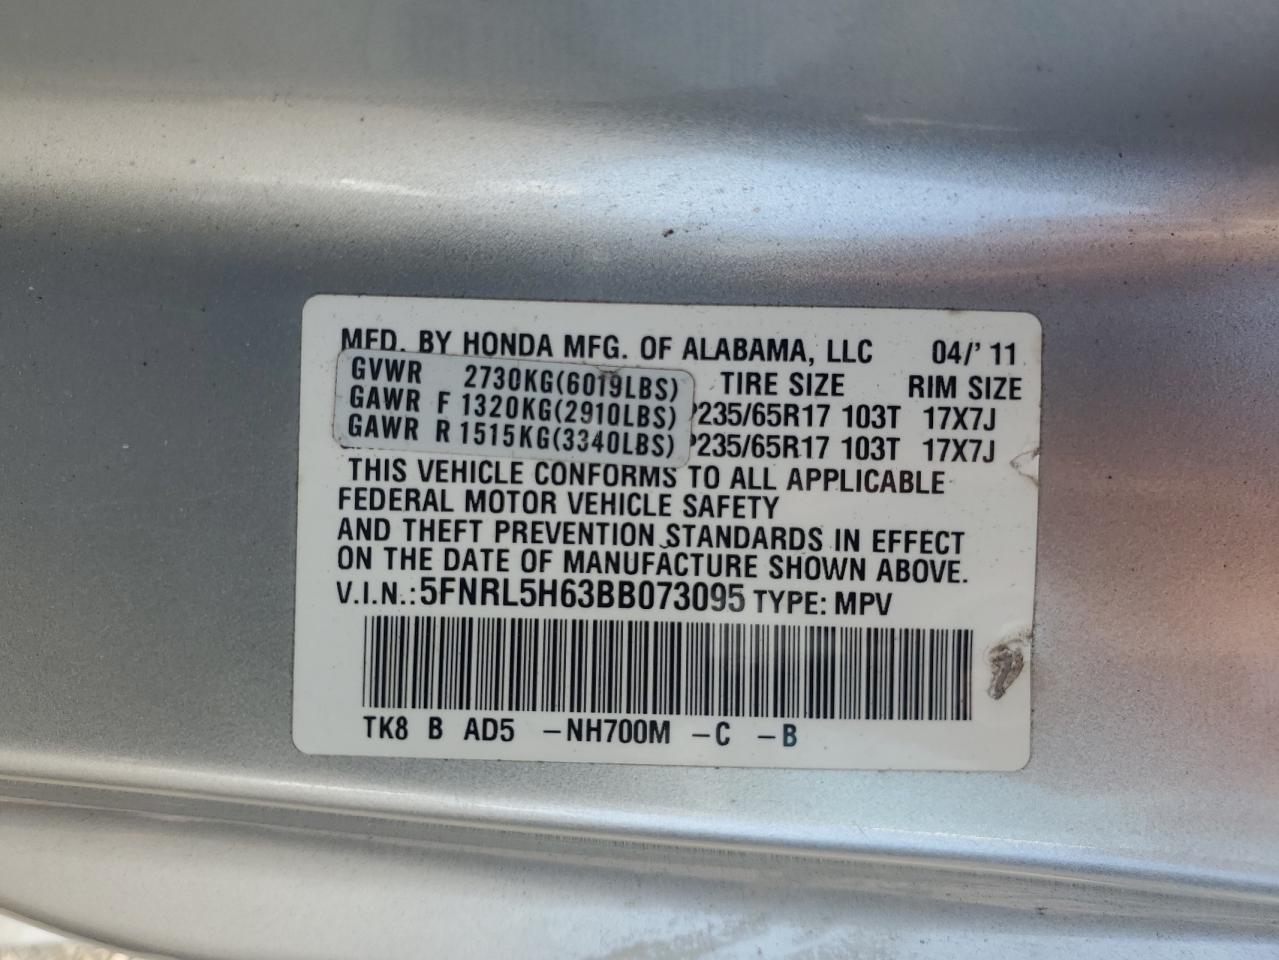 MFD. BY HONDA MFG. OF ALABAMA, LLC 04/'11
GVWR 2730KG(6019LBS) TIRE SIZE RIM SIZE
GAWR F 1320KG(2910LBS) P235/65R17 103T 17X7J
GAWR R 1515KG(3340LBS) P235/65R17 103T 17X7J
THIS VEHICLE CONFORMS TO ALL APPLICABLE
FEDERAL MOTOR VEHICLE SAFETY
AND THEFT PREVENTION STANDARDS IN EFFECT
ON THE DATE OF MANUFACTURE SHOWN ABOVE.
V.I.N.:5FNRL5H63BB073095 TYPE: MPV
TK8 B AD5 -NH700M -C -B